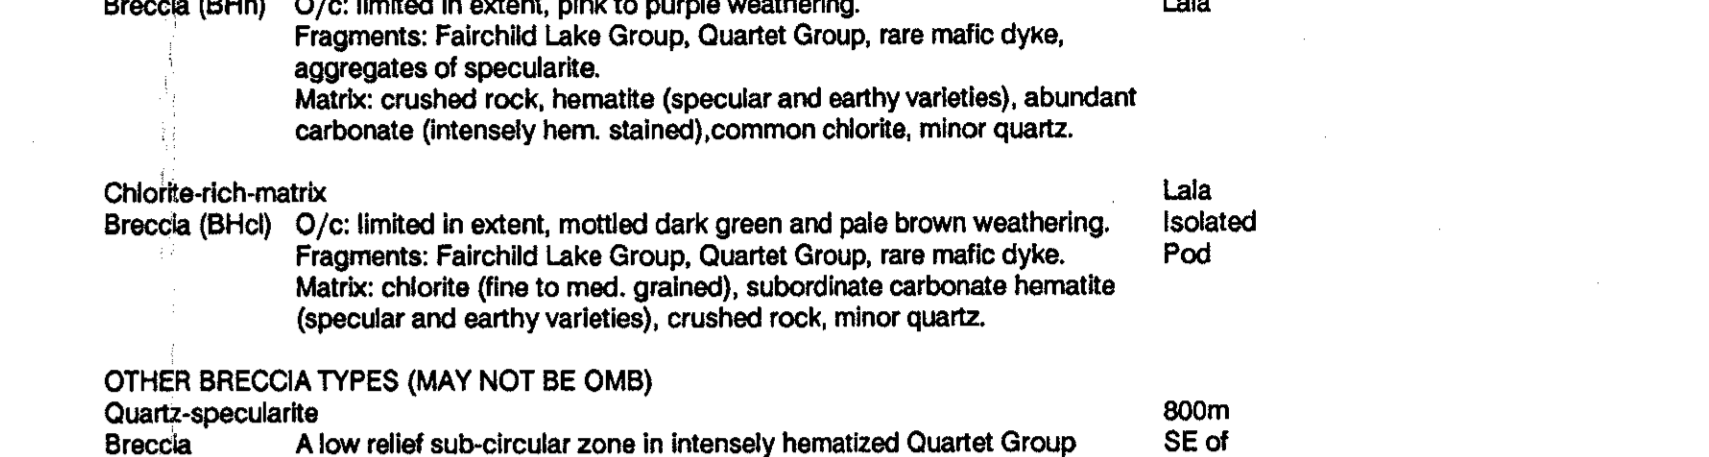 Breccia (BHh) O/c: limited in extent, pink to purple weathering. Lala
Fragments: Fairchild Lake Group, Quartet Group, rare mafic dyke,
aggregates of specularite.
Matrix: crushed rock, hematite (specular and earthy varieties), abundant
carbonate (intensely hem. stained),common chlorite, minor quartz.
Chlorite-rich-matrix Lala
Breccia (BHcl) O/c: limited in extent, mottled dark green and pale brown weathering. Isolated
Fragments: Fairchild Lake Group, Quartet Group, rare mafic dyke. Pod
Matrix: chlorite (fine to med. grained), subordinate carbonate hematite
(specular and earthy varieties), crushed rock, minor quartz.
OTHER BRECCIA TYPES (MAY NOT BE OMB)
Quartz-specularite 800m
Breccia A low relief sub-circular zone in intensely hematized Quartet Group SE of